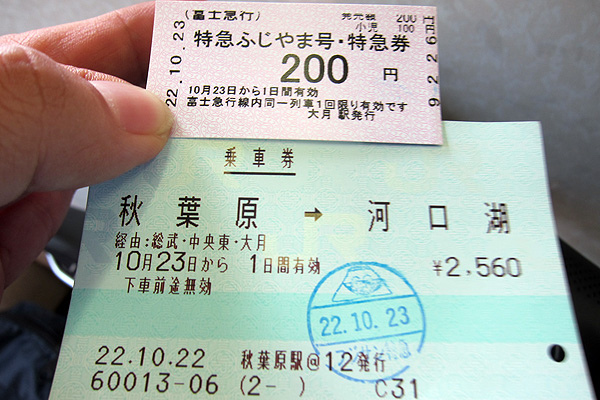 (富士急行) 発売額 200円
小児 100
22.10.23
特急ふじやま号・特急券
200 円
10月23日から1日間有効
富士急行線内同一列車1回限り有効です
大月 駅発行
9226
乗車券
秋葉原 → 河口湖
経由:総武・中央東・大月
10月23日から 1日間有効 ¥2,560
下車前途無効
22.10.23
22.10.22 秋葉原駅@12発行
60013-06 (2- ) C31